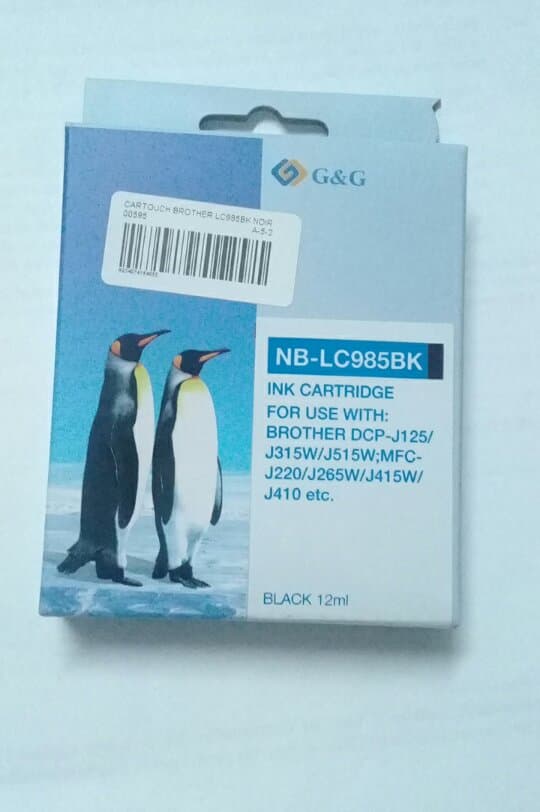 G&G
CARTOUCH BROTHER LC985BK NOIR
00595
A-5-2
NB-LC985BK
INK CARTRIDGE
FOR USE WITH:
BROTHER DCP-J125/
J315W/J515W;MFC-
J220/J265W/J415W/
J410 etc.
BLACK 12ml